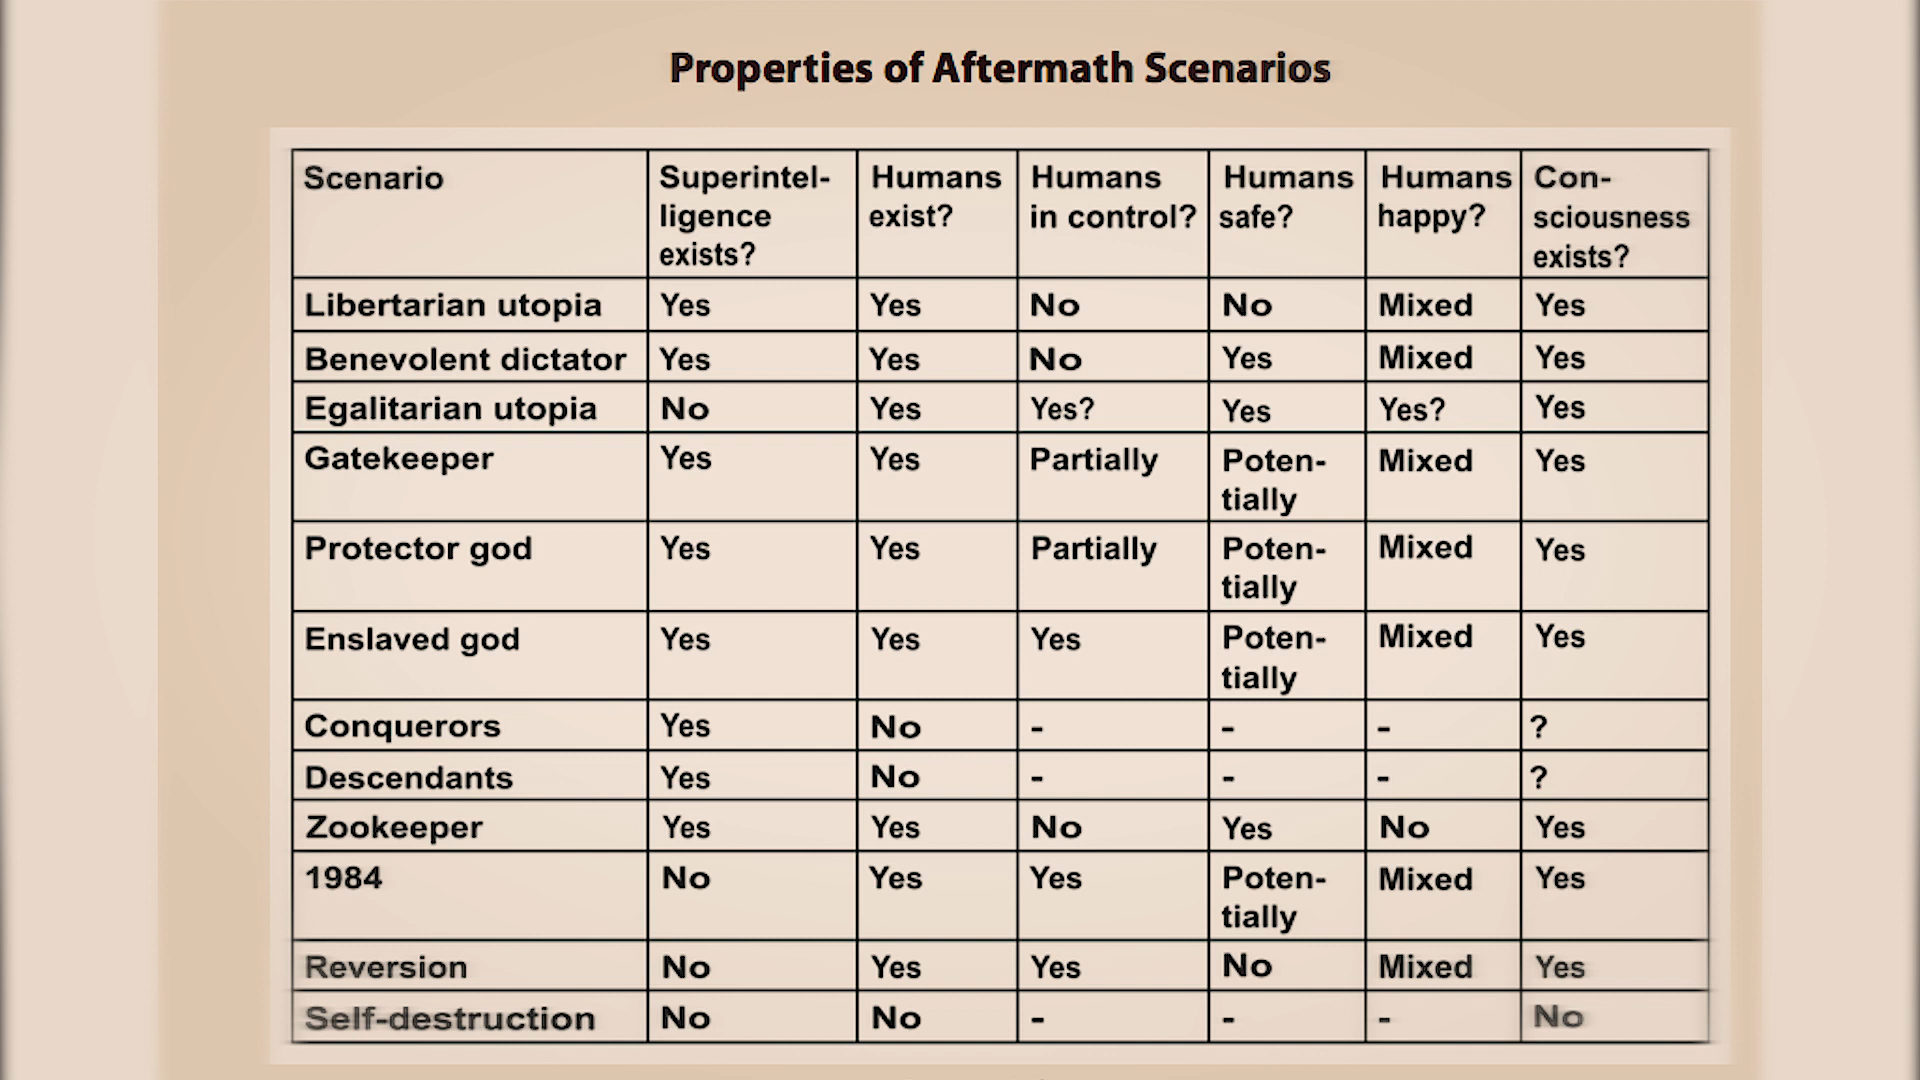 Properties of Aftermath Scenarios
Scenario Superintel- Humans Humans Humans Humans Con-
ligence exist? in control? safe? happy? sciousness
exists? exists?
Libertarian utopia Yes Yes No No Mixed Yes
Benevolent dictator Yes Yes No Yes Mixed Yes
Egalitarian utopia No Yes Yes? Yes Yes? Yes
Gatekeeper Yes Yes Partially Poten- Mixed Yes
tially
Protector god Yes Yes Partially Poten- Mixed Yes
tially
Enslaved god Yes Yes Yes Poten- Mixed Yes
tially
Conquerors Yes No - - - ?
Descendants Yes No - - - ?
Zookeeper Yes Yes No Yes No Yes
1984 No Yes Yes Poten- Mixed Yes
tially
Reversion No Yes Yes No Mixed Yes
Self-destruction No No - - - No